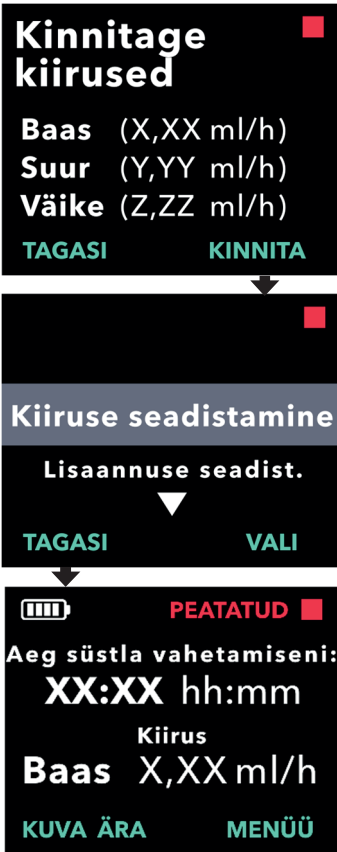 Kinnitage
kiirused
Baas (X,XX ml/h)
Suur (Y,YY ml/h)
Väike (Z,ZZ ml/h)
TAGASI KINNITA
Kiiruse seadistamine
Lisaannuse seadist.
TAGASI VALI
PEATATUD
Aeg süstla vahetamiseni:
XX:XX hh:mm
Kiirus
Baas X,XX ml/h
KUVA ÄRA MENÜÜ